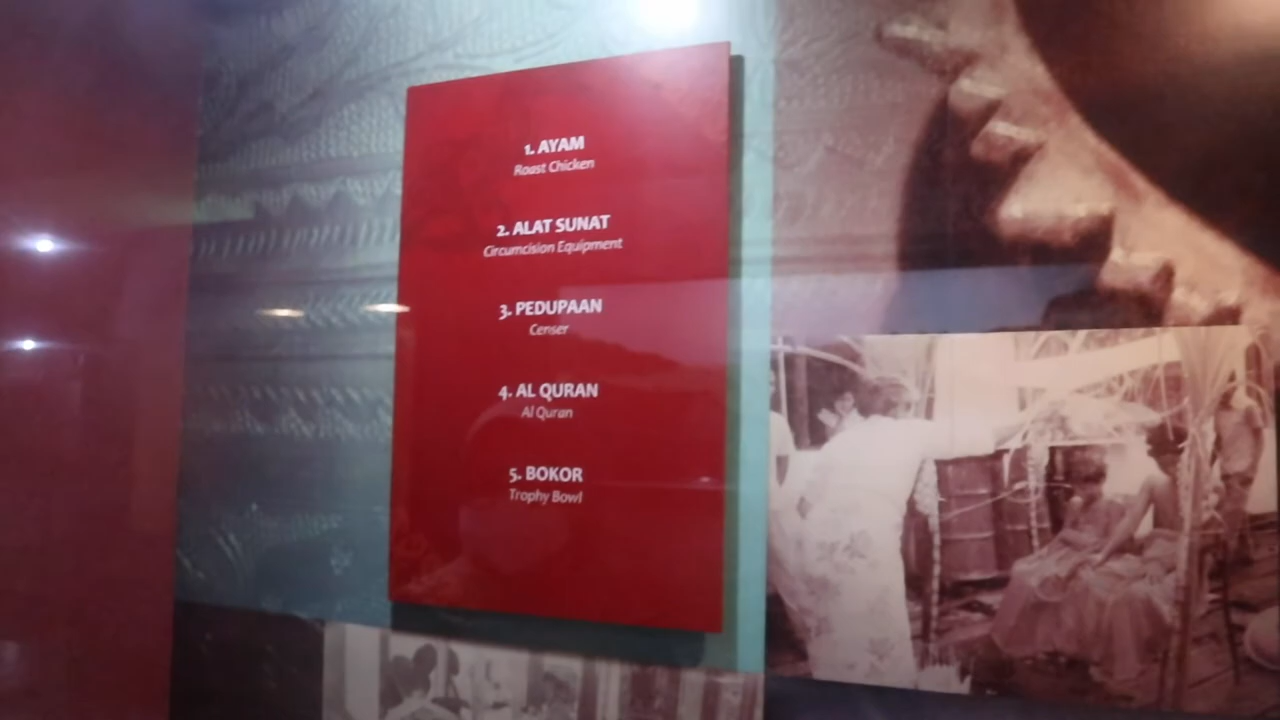 1. AYAM
Roast Chicken
2. ALAT SUNAT
Circumcision Equipment
3. PEDUPAAN
Censer
4. AL QURAN
Al Quran
5. BOKOR
Trophy Bowl